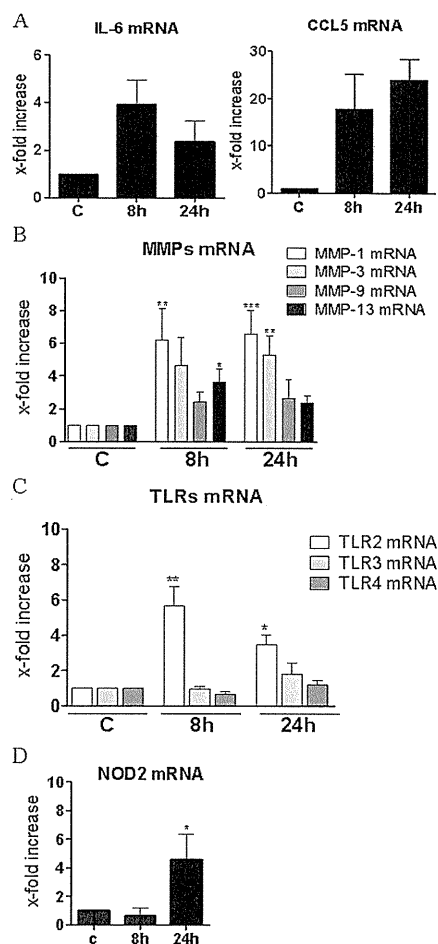 A
IL-6 mRNA
x-fold increase
6
4
2
0
C 8h 24h
CCL5 mRNA
x-fold increase
30
20
10
0
C 8h 24h
B
MMPs mRNA
MMP-1 mRNA
MMP-3 mRNA
MMP-9 mRNA
MMP-13 mRNA
x-fold increase
10
8
6
4
2
0
** *
*** **
C 8h 24h
C
TLRs mRNA
TLR2 mRNA
TLR3 mRNA
TLR4 mRNA
x-fold increase
10
8
6
4
2
0
** *
C 8h 24h
D
NOD2 mRNA
x-fold increase
10
8
6
4
2
0
*
c 8h 24h